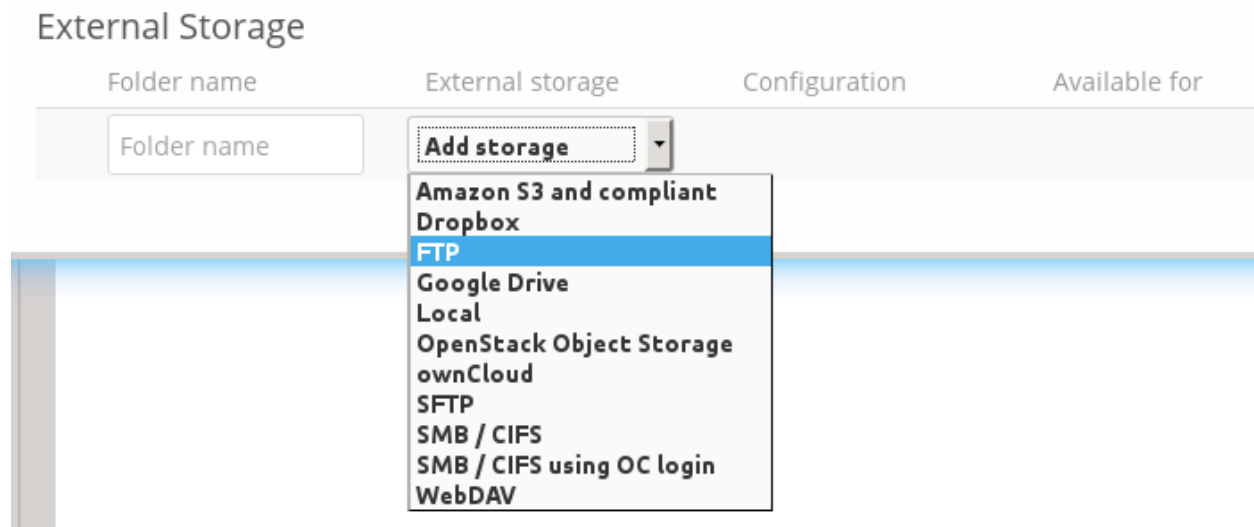 External Storage
Folder name External storage Configuration Available for
Folder name Add storage
Amazon S3 and compliant
Dropbox
FTP
Google Drive
Local
OpenStack Object Storage
ownCloud
SFTP
SMB / CIFS
SMB / CIFS using OC login
WebDAV